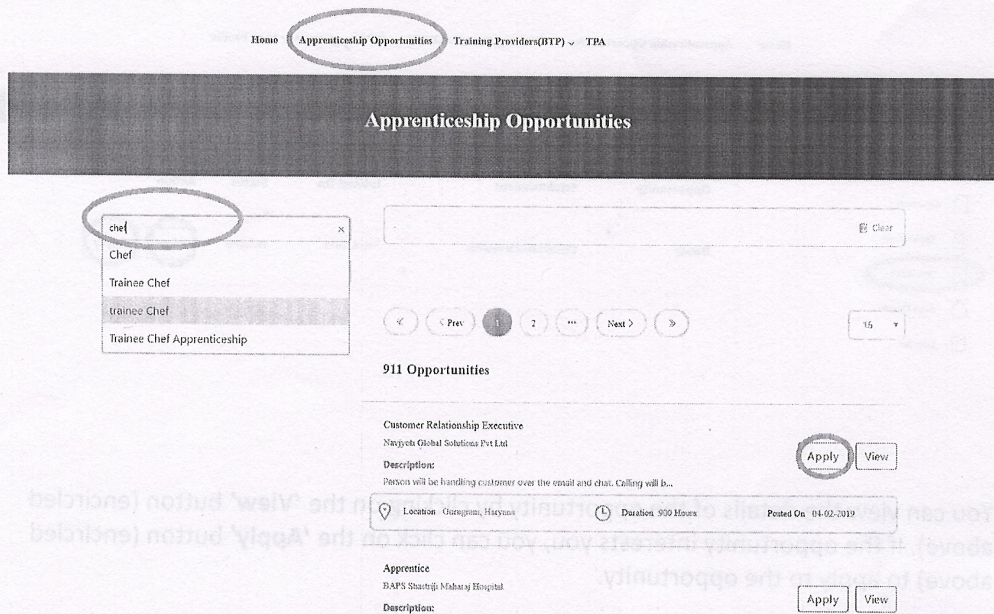 Home Apprenticeship Opportunities Training Providers(BTP) TPA
Apprenticeship Opportunities
chef ×
Chef
Trainee Chef
trainee Chef
Trainee Chef Apprenticeship
Clear
< Prev 1 2 ... Next > 15
911 Opportunities
Customer Relationship Executive
Navjyoti Global Solutions Pvt Ltd
Description:
Person will be handling customer over the email and chat. Calling will b...
Apply View
Location Gurugram, Haryana Duration 900 Hours Posted On 04-02-2019
Apprentice
BAPS Shastriji Maharaj Hospital
Description:
Apply View
You can view the details of the opportunity by clicking on the 'View' button (encircled
above). If the opportunity interests you, you can click on the 'Apply' button (encircled
above) to apply to the opportunity.